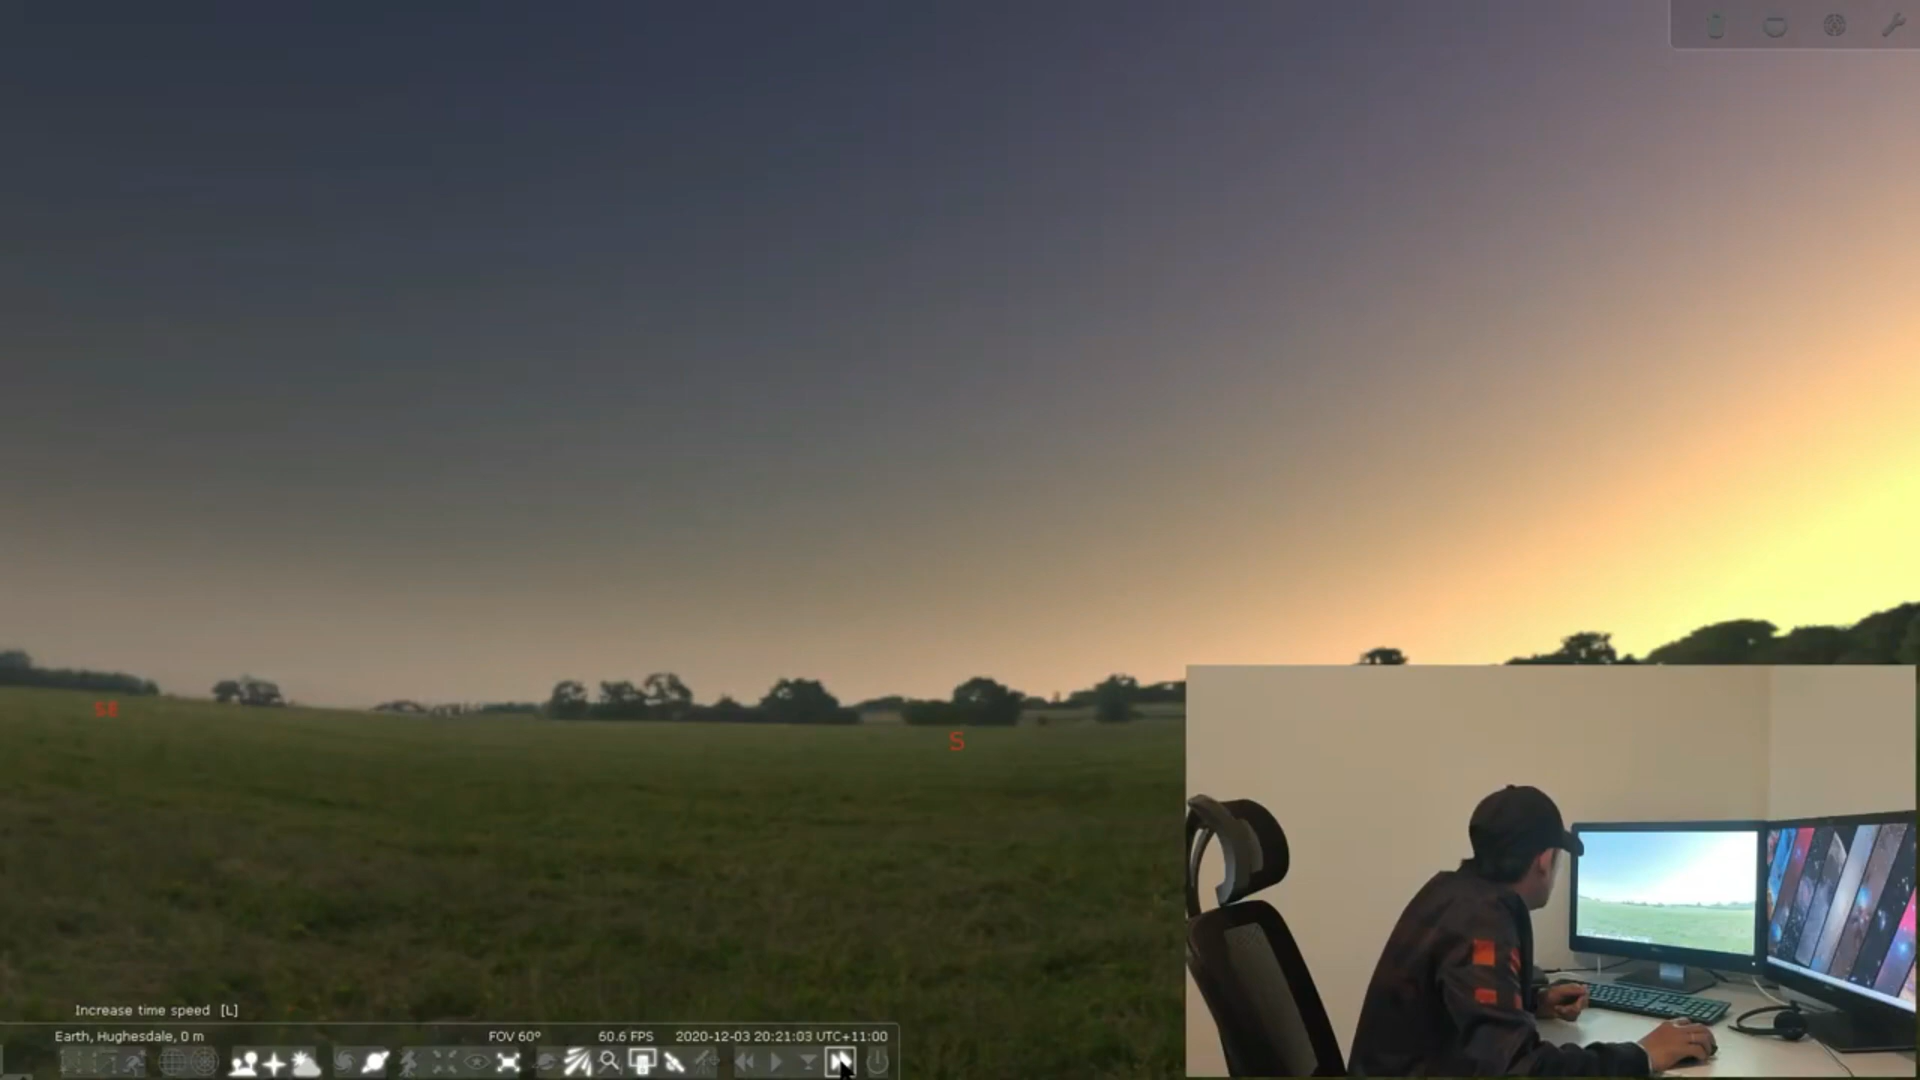 SE
S
Increase time speed [L]
Earth, Hughesdale, 0 m FOV 60° 60.6 FPS 2020-12-03 20:21:03 UTC+11:00